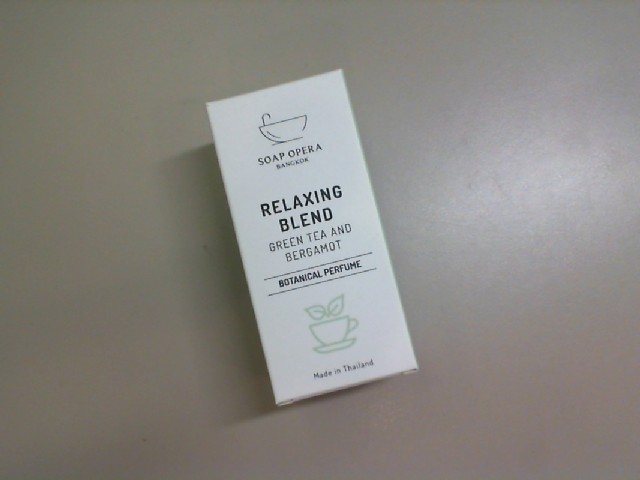 SOAP OPERA
BANGKOK
RELAXING
BLEND
GREEN TEA AND
BERGAMOT
BOTANICAL PERFUME
Made in Thailand